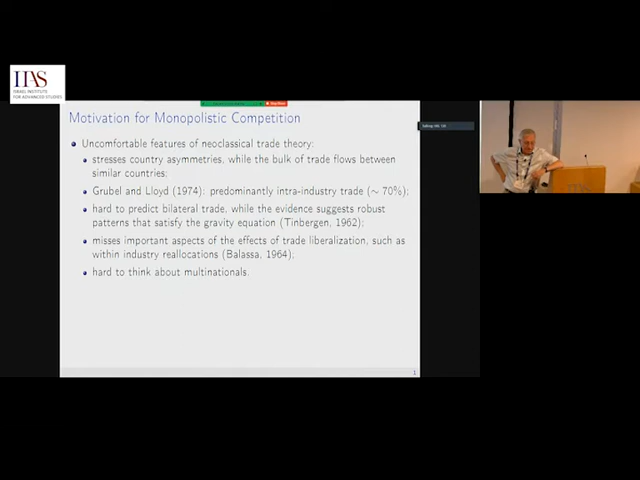 IIAS
ISRAEL INSTITUTE
FOR ADVANCED STUDIES
Motivation for Monopolistic Competition
Uncomfortable features of neoclassical trade theory:
stresses country asymmetries, while the bulk of trade flows between
similar countries;
Grubel and Lloyd (1974): predominantly intra-industry trade (∼ 70%);
hard to predict bilateral trade, while the evidence suggests robust
patterns that satisfy the gravity equation (Tinbergen, 1962);
misses important aspects of the effects of trade liberalization, such as
within industry reallocations (Balassa, 1964);
hard to think about multinationals.
1